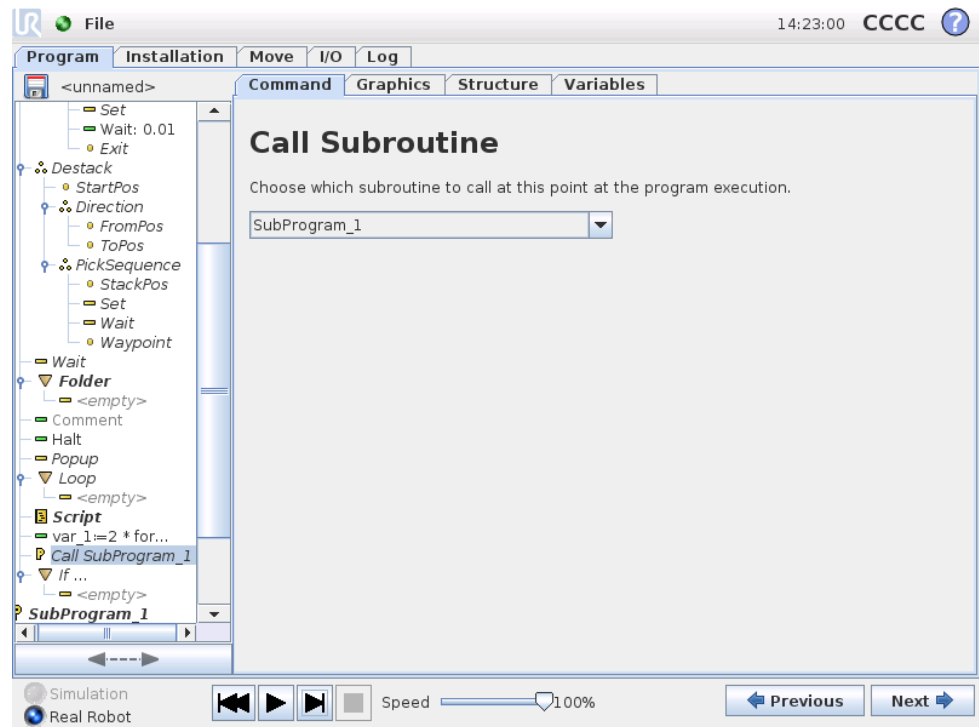 UR File 14:23:00 CCCC ?
Program Installation Move I/O Log
<unnamed>
Command Graphics Structure Variables
Set
Wait: 0.01
Exit
Destack
StartPos
Direction
FromPos
ToPos
PickSequence
StackPos
Set
Wait
Waypoint
Wait
Folder
<empty>
Comment
Halt
Popup
Loop
<empty>
Script
var_1:=2 * for...
Call SubProgram_1
If ...
<empty>
SubProgram_1
Call Subroutine
Choose which subroutine to call at this point at the program execution.
SubProgram_1
Simulation
Real Robot
Speed 100%
Previous Next